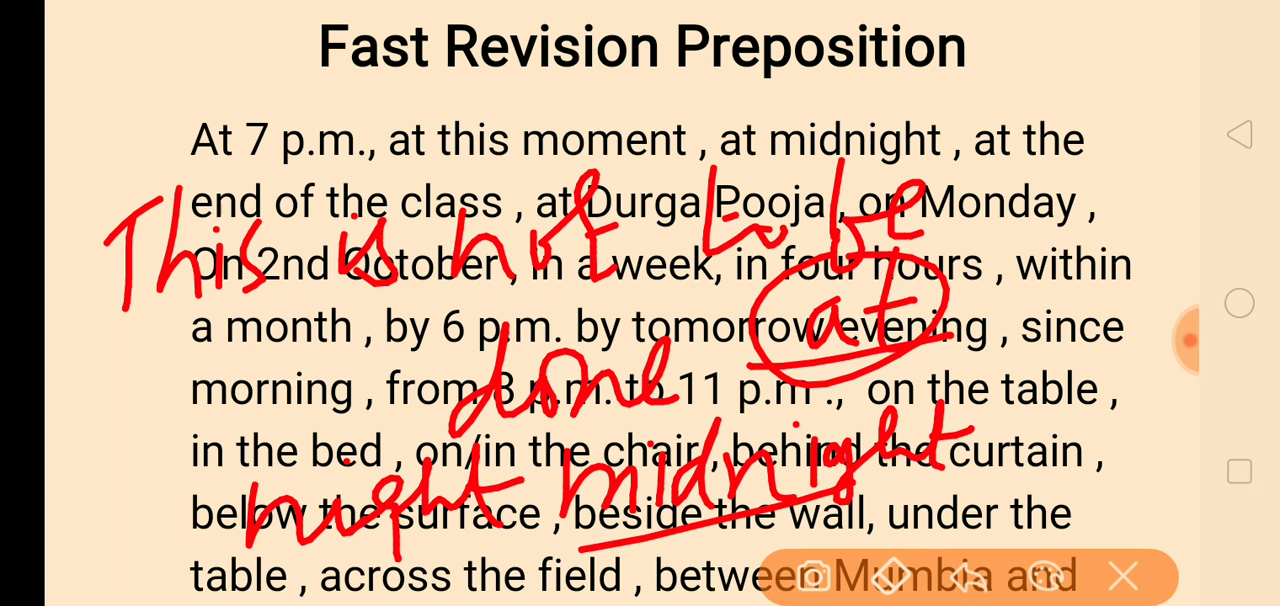 Fast Revision Preposition
At 7 p.m., at this moment , at midnight , at the
end of the class , at Durga Pooja , on Monday ,
On 2nd October , in a week, in four hours , within
a month , by 6 p.m. by tomorrow evening , since
morning , from 8 p.m. to 11 p.m ., on the table ,
in the bed , on/in the chair , behind the curtain ,
below the surface , beside the wall, under the
table , across the field , between Mumbia and
This is not to be
done at
night midnight